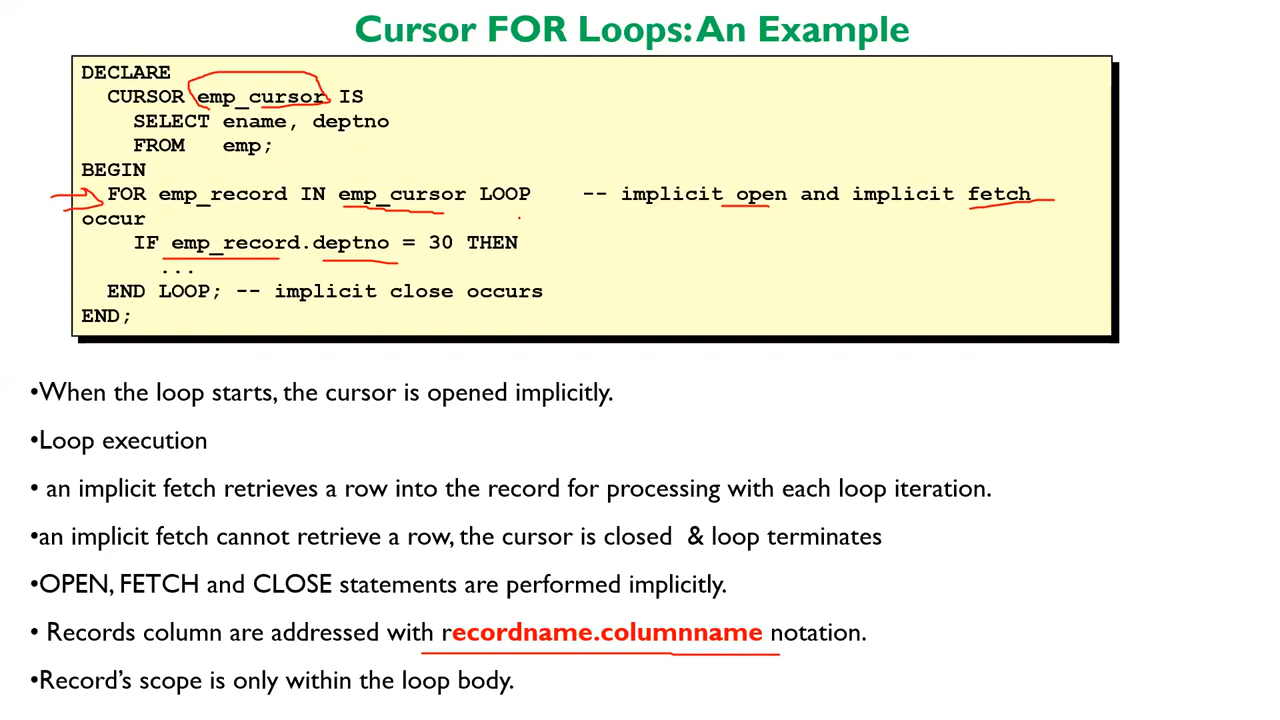 Cursor FOR Loops: An Example
DECLARE
CURSOR emp_cursor IS
SELECT ename, deptno
FROM emp;
BEGIN
FOR emp_record IN emp_cursor LOOP -- implicit open and implicit fetch
occur
IF emp_record.deptno = 30 THEN
...
END LOOP; -- implicit close occurs
END;
•When the loop starts, the cursor is opened implicitly.
•Loop execution
• an implicit fetch retrieves a row into the record for processing with each loop iteration.
•an implicit fetch cannot retrieve a row, the cursor is closed & loop terminates
•OPEN, FETCH and CLOSE statements are performed implicitly.
• Records column are addressed with recordname.columnname notation.
•Record’s scope is only within the loop body.